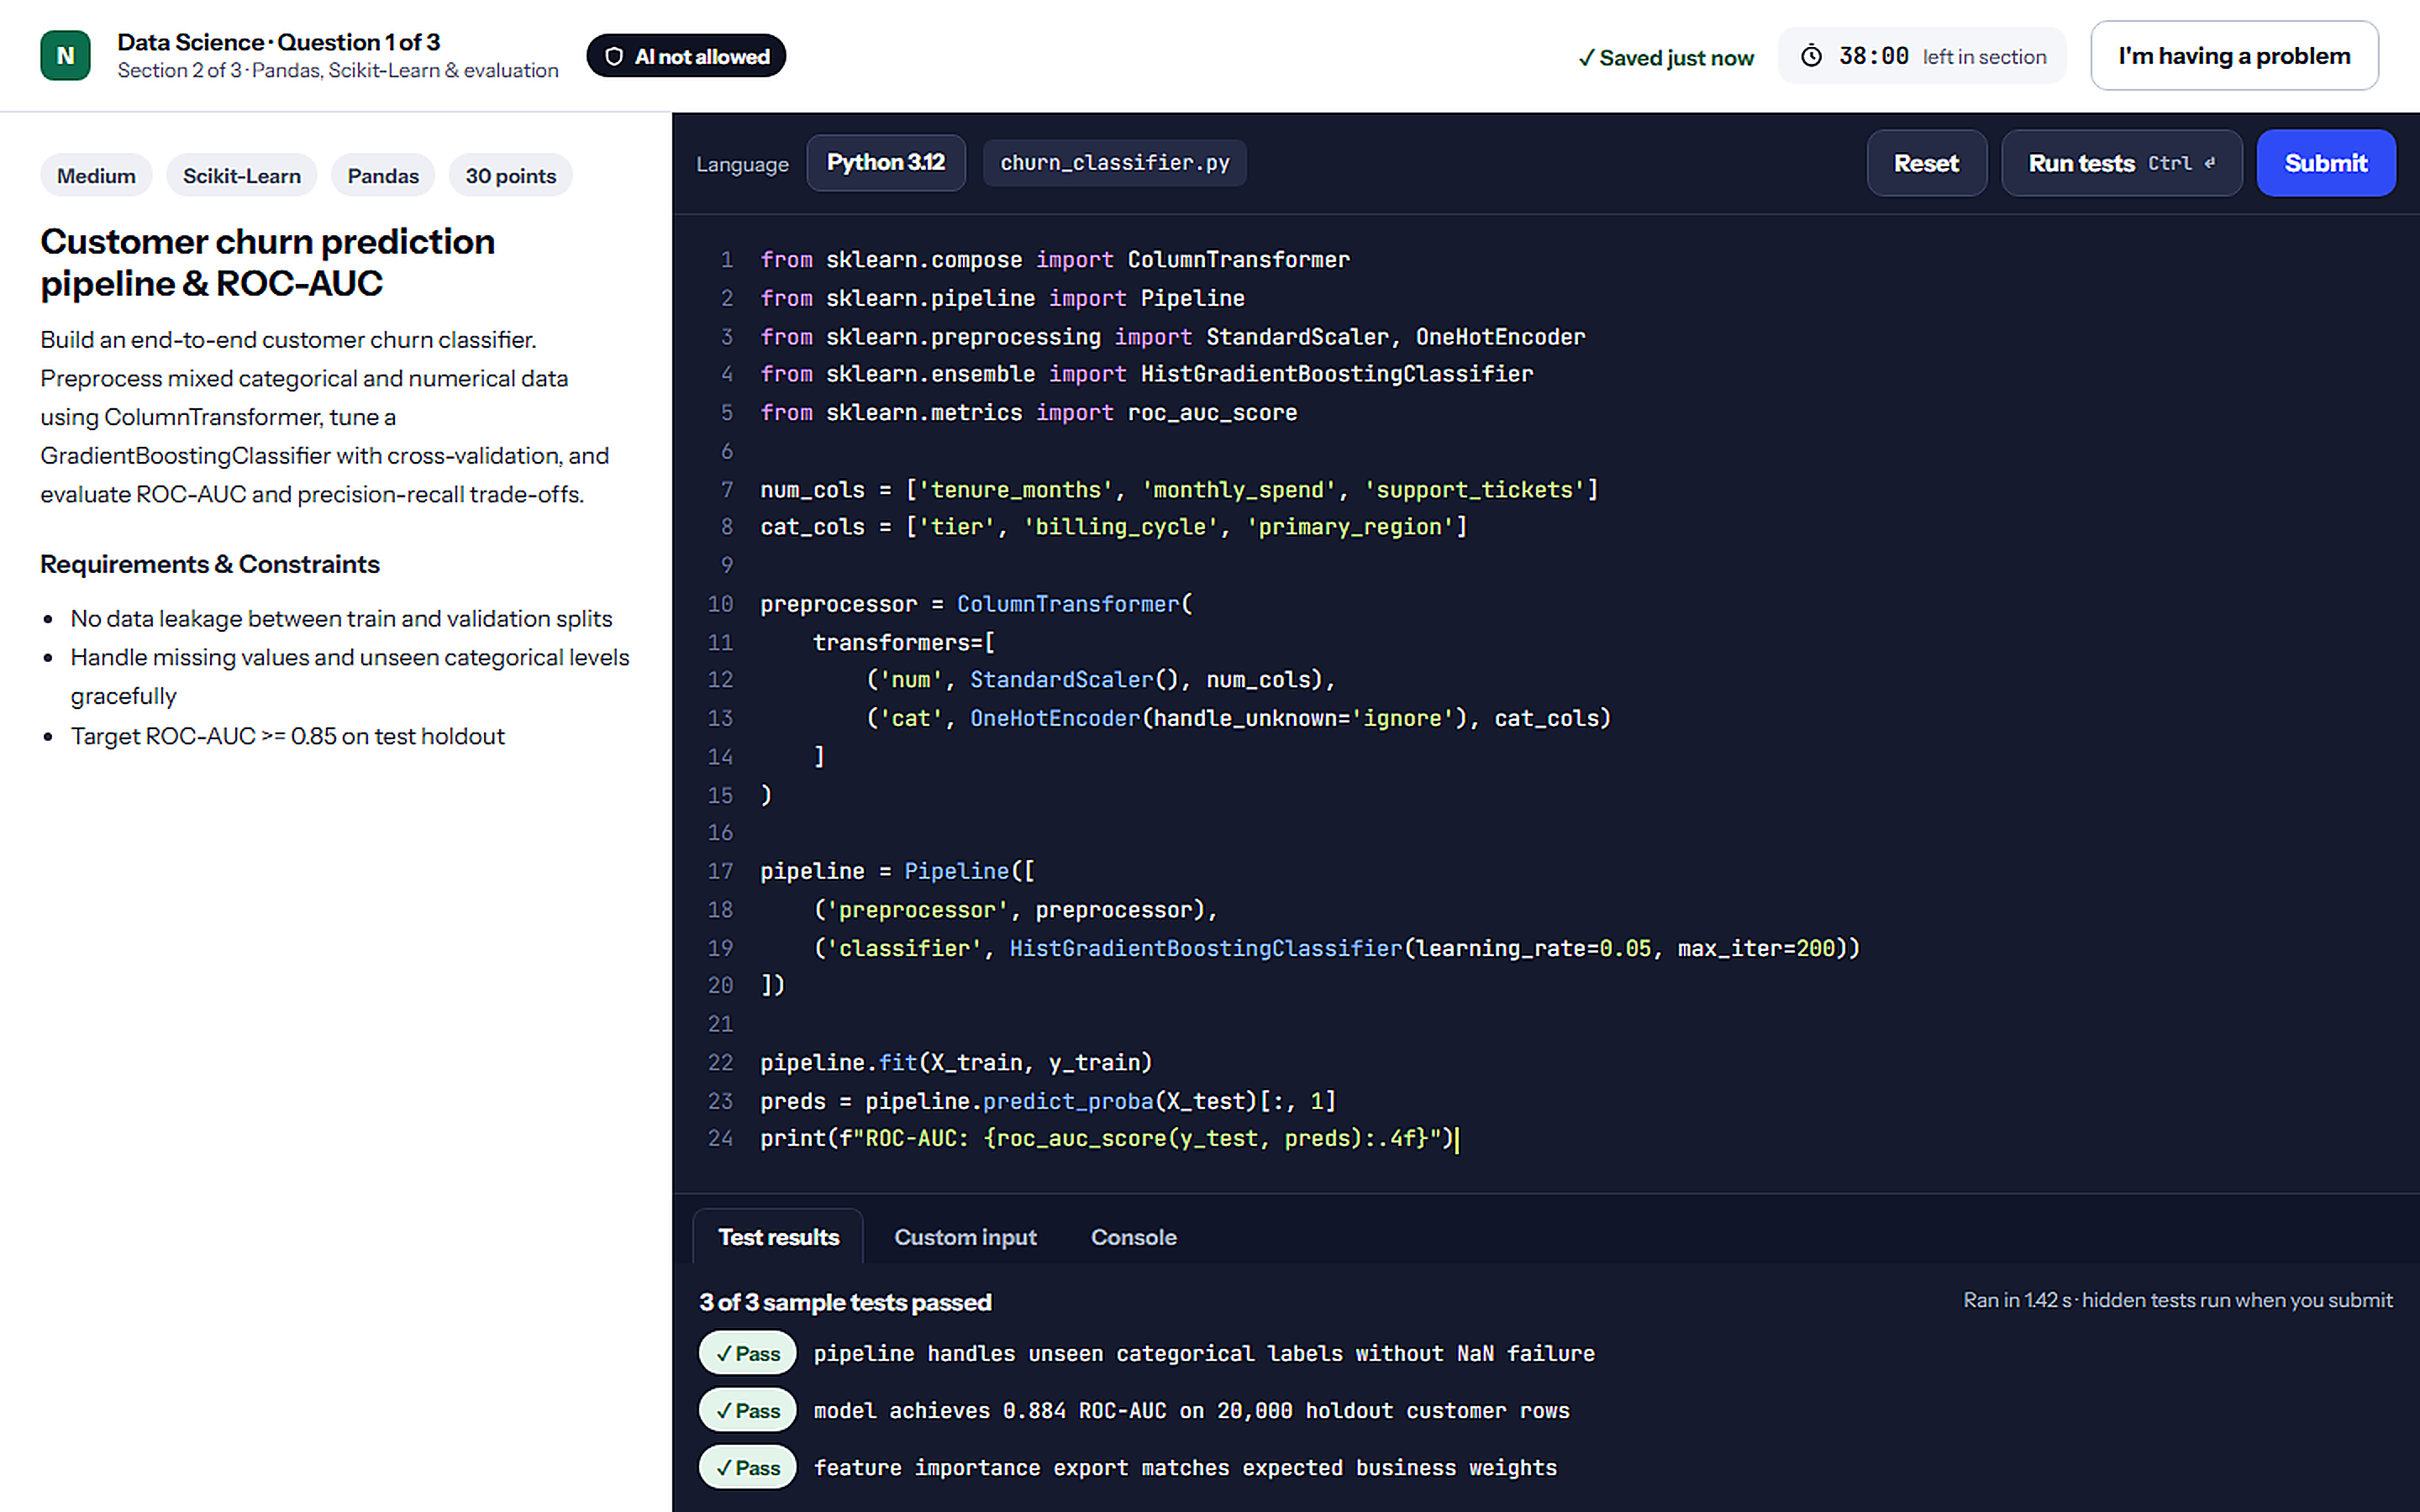 N
Data Science · Question 1 of 3
Section 2 of 3 · Pandas, Scikit-Learn & evaluation
AI not allowed
✓ Saved just now
38:00 left in section
I'm having a problem
Medium
Scikit-Learn
Pandas
30 points
Customer churn prediction
pipeline & ROC-AUC
Build an end-to-end customer churn classifier.
Preprocess mixed categorical and numerical data
using ColumnTransformer, tune a
GradientBoostingClassifier with cross-validation, and
evaluate ROC-AUC and precision-recall trade-offs.
Requirements & Constraints
• No data leakage between train and validation splits
• Handle missing values and unseen categorical levels
gracefully
• Target ROC-AUC >= 0.85 on test holdout
Language
Python 3.12
churn_classifier.py
Reset
Run tests Ctrl ⏎
Submit
1 from sklearn.compose import ColumnTransformer
2 from sklearn.pipeline import Pipeline
3 from sklearn.preprocessing import StandardScaler, OneHotEncoder
4 from sklearn.ensemble import HistGradientBoostingClassifier
5 from sklearn.metrics import roc_auc_score
6
7 num_cols = ['tenure_months', 'monthly_spend', 'support_tickets']
8 cat_cols = ['tier', 'billing_cycle', 'primary_region']
9
10 preprocessor = ColumnTransformer(
11     transformers=[
12         ('num', StandardScaler(), num_cols),
13         ('cat', OneHotEncoder(handle_unknown='ignore'), cat_cols)
14     ]
15 )
16
17 pipeline = Pipeline([
18     ('preprocessor', preprocessor),
19     ('classifier', HistGradientBoostingClassifier(learning_rate=0.05, max_iter=200))
20 ])
21
22 pipeline.fit(X_train, y_train)
23 preds = pipeline.predict_proba(X_test)[:, 1]
24 print(f"ROC-AUC: {roc_auc_score(y_test, preds):.4f}")
Test results
Custom input
Console
3 of 3 sample tests passed
Ran in 1.42 s · hidden tests run when you submit
✓ Pass pipeline handles unseen categorical labels without NaN failure
✓ Pass model achieves 0.884 ROC-AUC on 20,000 holdout customer rows
✓ Pass feature importance export matches expected business weights